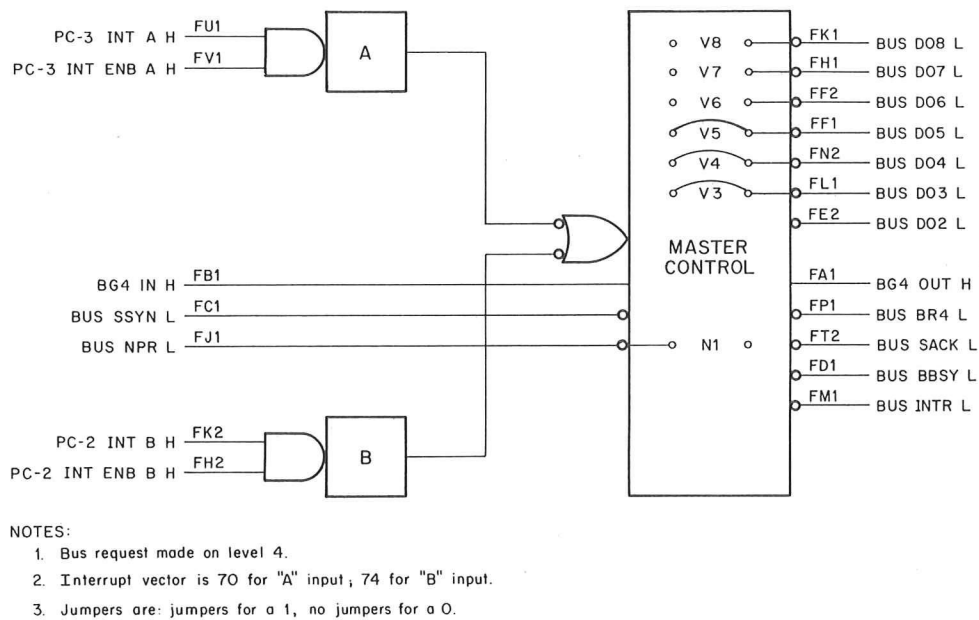 PC-3 INT A H FU1
PC-3 INT ENB A H FV1
A
V8 FK1 BUS D08 L
V7 FH1 BUS D07 L
V6 FF2 BUS D06 L
V5 FF1 BUS D05 L
V4 FN2 BUS D04 L
V3 FL1 BUS D03 L
FE2 BUS D02 L
MASTER
CONTROL
BG4 IN H FB1
FA1 BG4 OUT H
BUS SSYN L FC1
FP1 BUS BR4 L
BUS NPR L FJ1
N1 FT2 BUS SACK L
FD1 BUS BBSY L
FM1 BUS INTR L
PC-2 INT B H FK2
PC-2 INT ENB B H FH2
B
NOTES:
1. Bus request made on level 4.
2. Interrupt vector is 70 for "A" input; 74 for "B" input.
3. Jumpers are: jumpers for a 1, no jumpers for a 0.